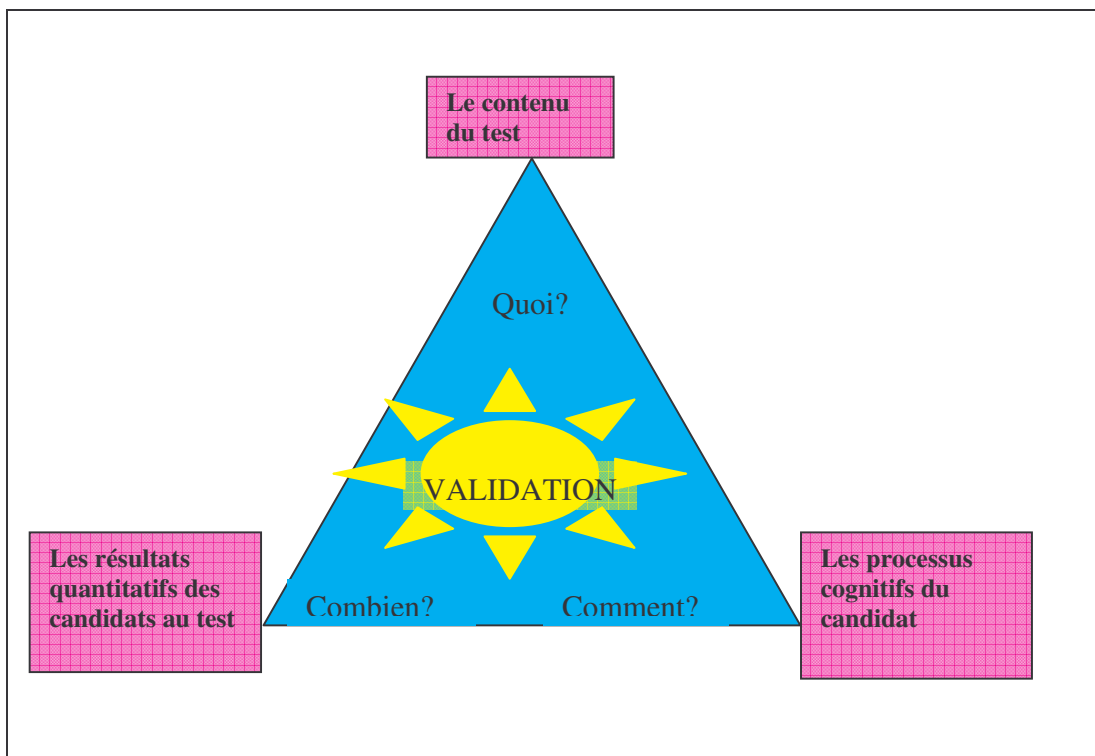 Le contenu
du test
Quoi?
VALIDATION
Les résultats
quantitatifs des
candidats au test
Combien?
Comment?
Les processus
cognitifs du
candidat